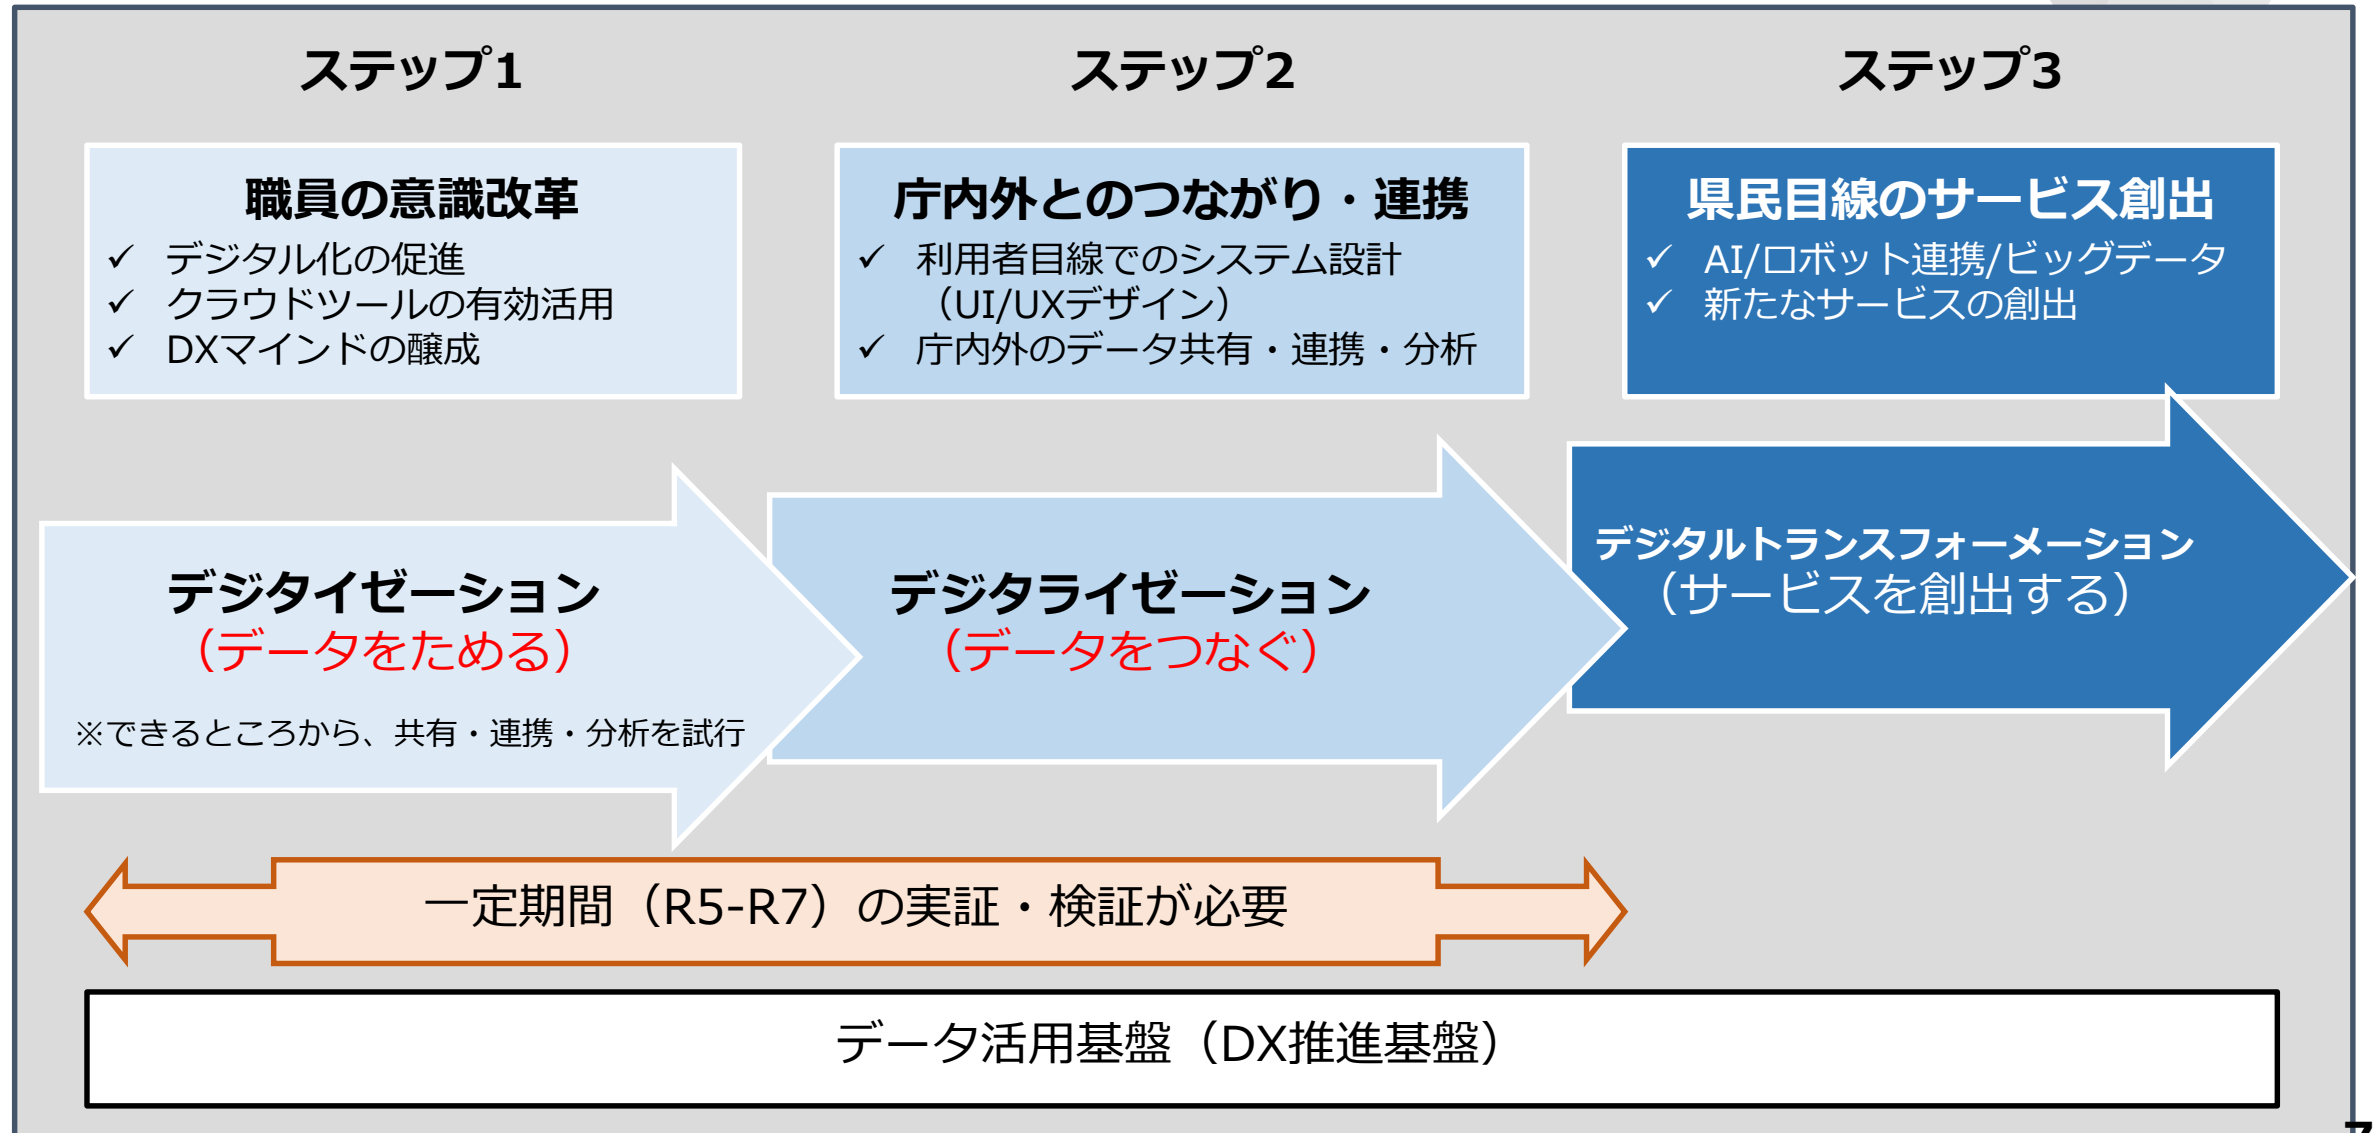 ステップ1
ステップ2
ステップ3
職員の意識改革
✓ デジタル化の促進
✓ クラウドツールの有効活用
✓ DXマインドの醸成
庁内外とのつながり・連携
✓ 利用者目線でのシステム設計
（UI/UXデザイン）
✓ 庁内外のデータ共有・連携・分析
県民目線のサービス創出
✓ AI/ロボット連携/ビッグデータ
✓ 新たなサービスの創出
デジタイゼーション
（データをためる）
※できるところから、共有・連携・分析を試行
デジタライゼーション
（データをつなぐ）
デジタルトランスフォーメーション
（サービスを創出する）
一定期間（R5-R7）の実証・検証が必要
データ活用基盤（DX推進基盤）